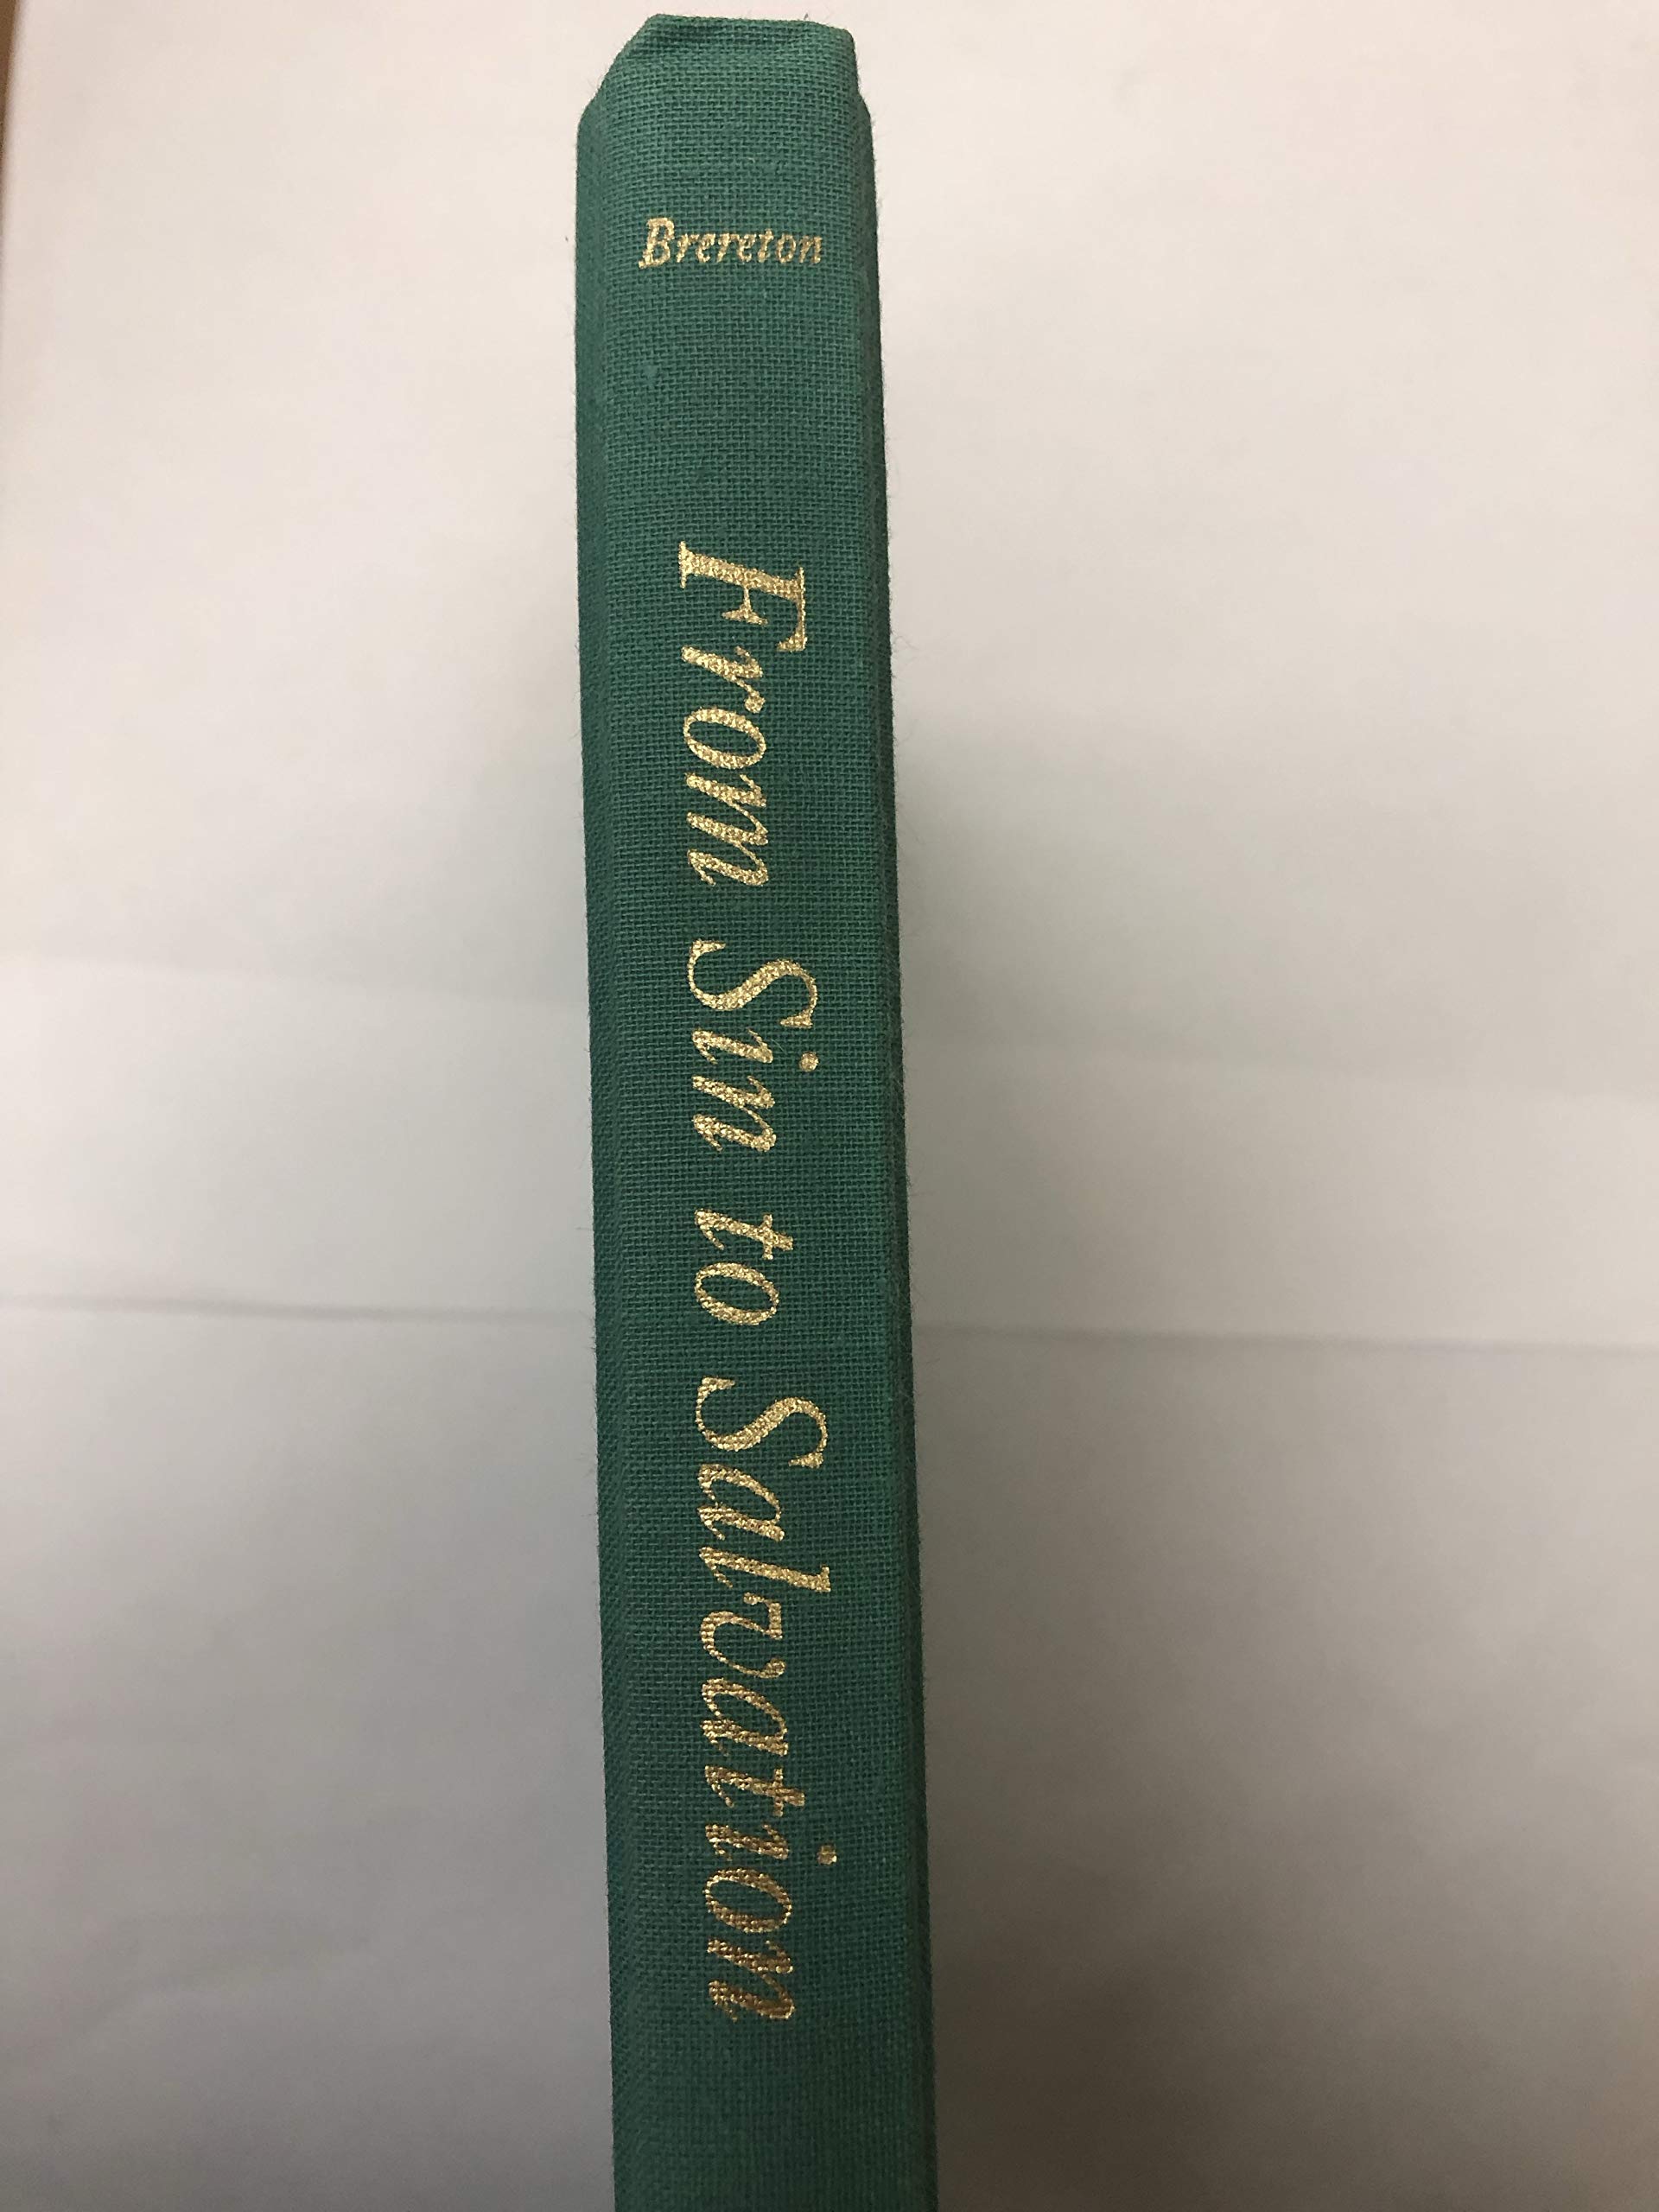 Brereton
From Sin to Salvation